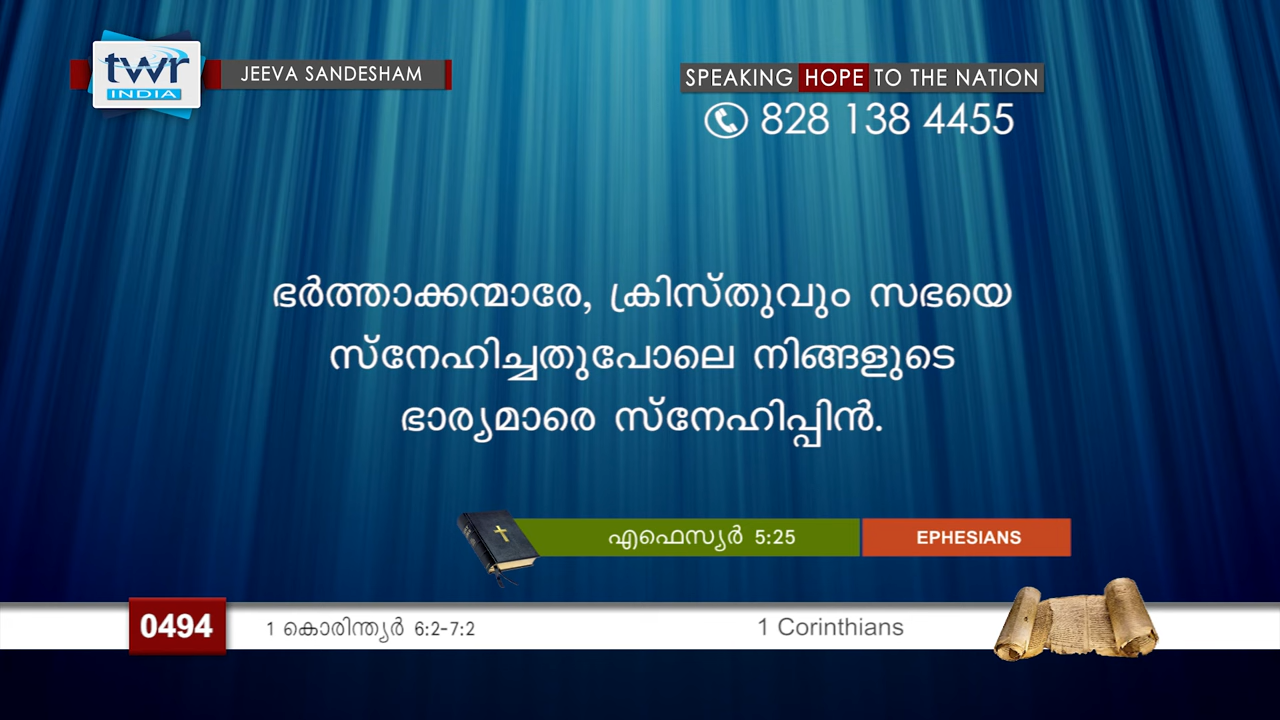 twr
INDIA
JEEVA SANDESHAM
SPEAKING HOPE TO THE NATION
828 138 4455
ഭർത്താക്കന്മാരേ, ക്രിസ്തുവും സഭയെ
സ്നേഹിച്ചതുപോലെ നിങ്ങളുടെ
ഭാര്യമാരെ സ്നേഹിപ്പിൻ.
എഫെസ്യർ 5:25
EPHESIANS
0494
1 കൊരിന്ത്യർ 6:2-7:2
1 Corinthians